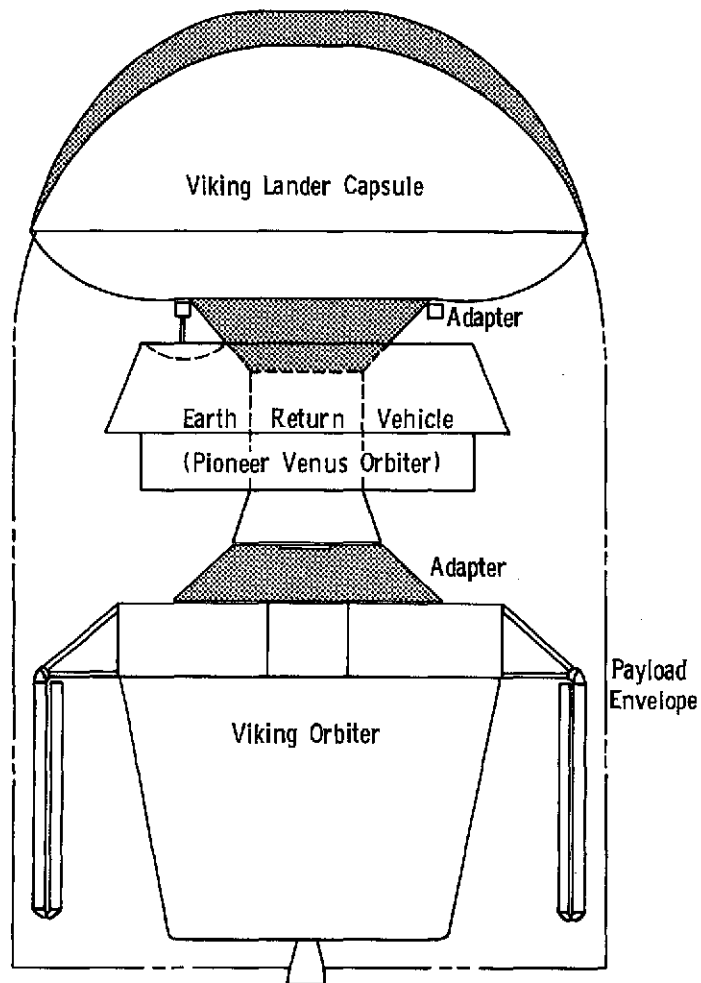 Viking Lander Capsule
Adapter
Earth Return Vehicle
(Pioneer Venus Orbiter)
Adapter
Payload
Envelope
Viking Orbiter